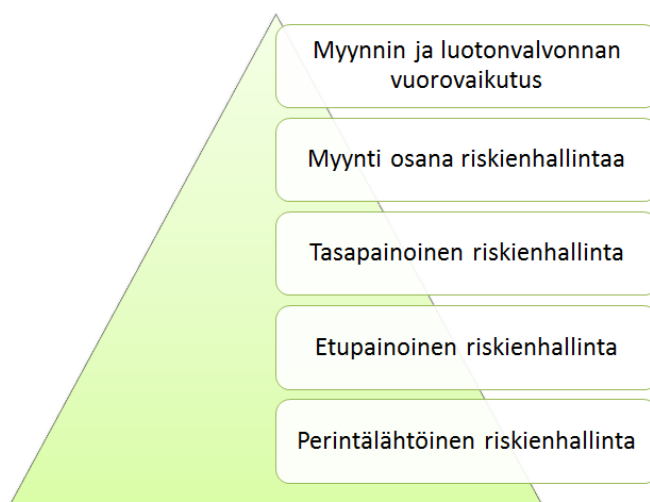 Myynnin ja luotonvalvonnan
vuorovaikutus
Myynti osana riskienhallintaa
Tasapainoinen riskienhallinta
Etupainoinen riskienhallinta
Perintälähtöinen riskienhallinta